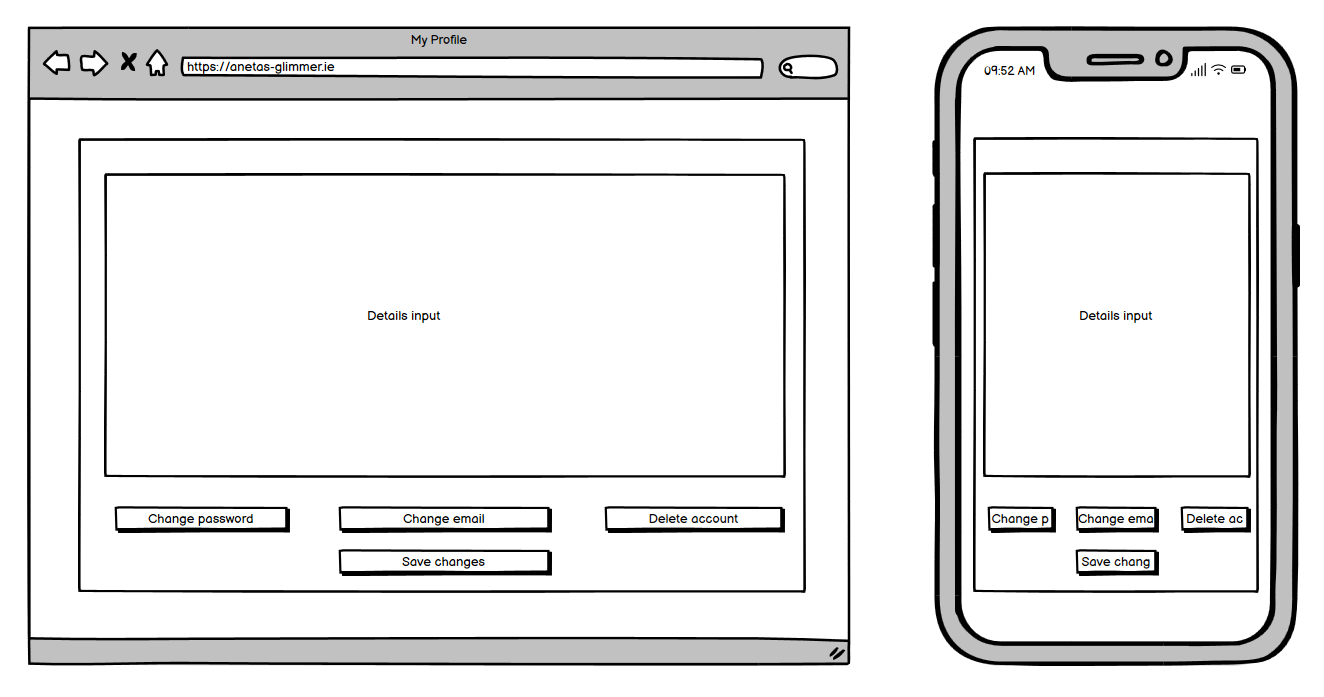 My Profile
https://anetas-glimmer.ie
Details input
Change password
Change email
Delete account
Save changes
09:52 AM
Details input
Change p
Change ema
Delete ac
Save chang